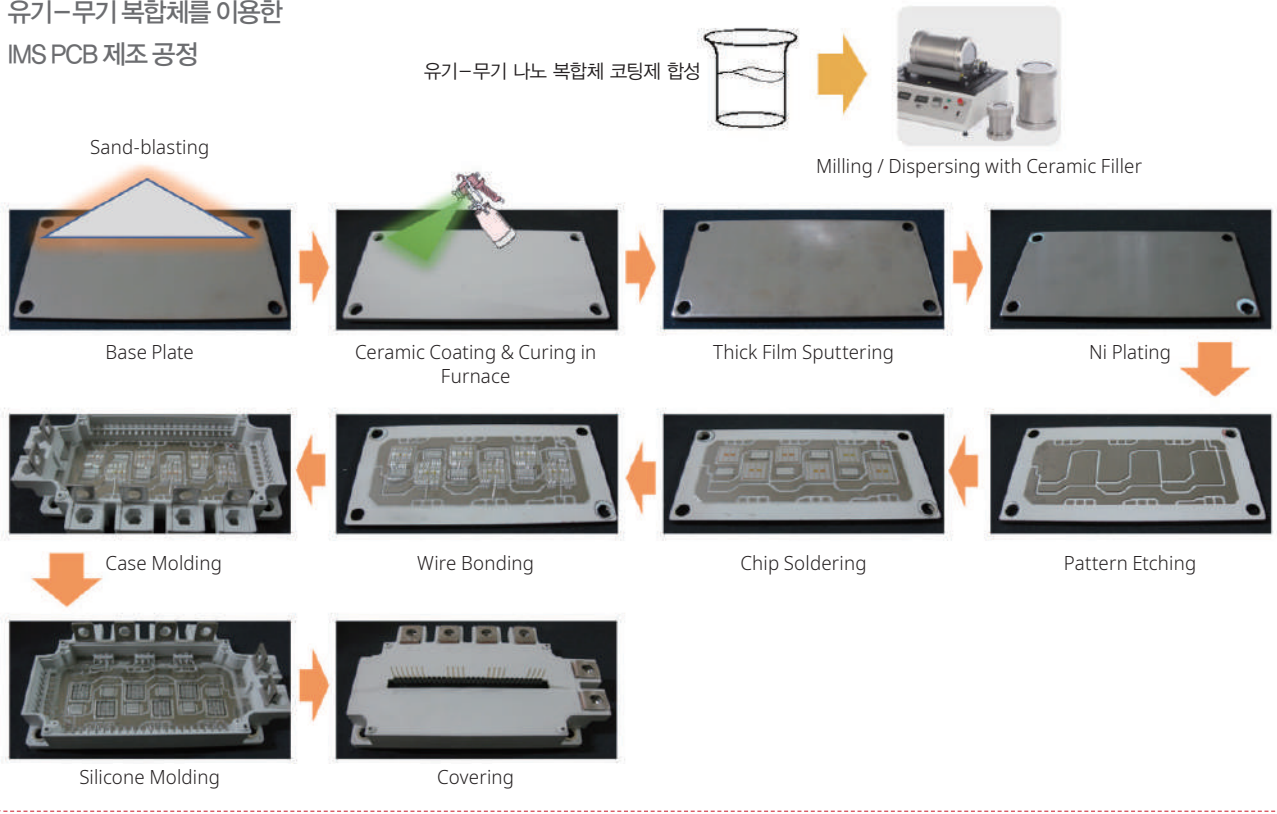 유기-무기 복합체를 이용한
IMS PCB 제조 공정
유기-무기 나노 복합체 코팅제 합성
Milling / Dispersing with Ceramic Filler
Sand-blasting
Base Plate
Ceramic Coating & Curing in
Furnace
Thick Film Sputtering
Ni Plating
Case Molding
Wire Bonding
Chip Soldering
Pattern Etching
Silicone Molding
Covering